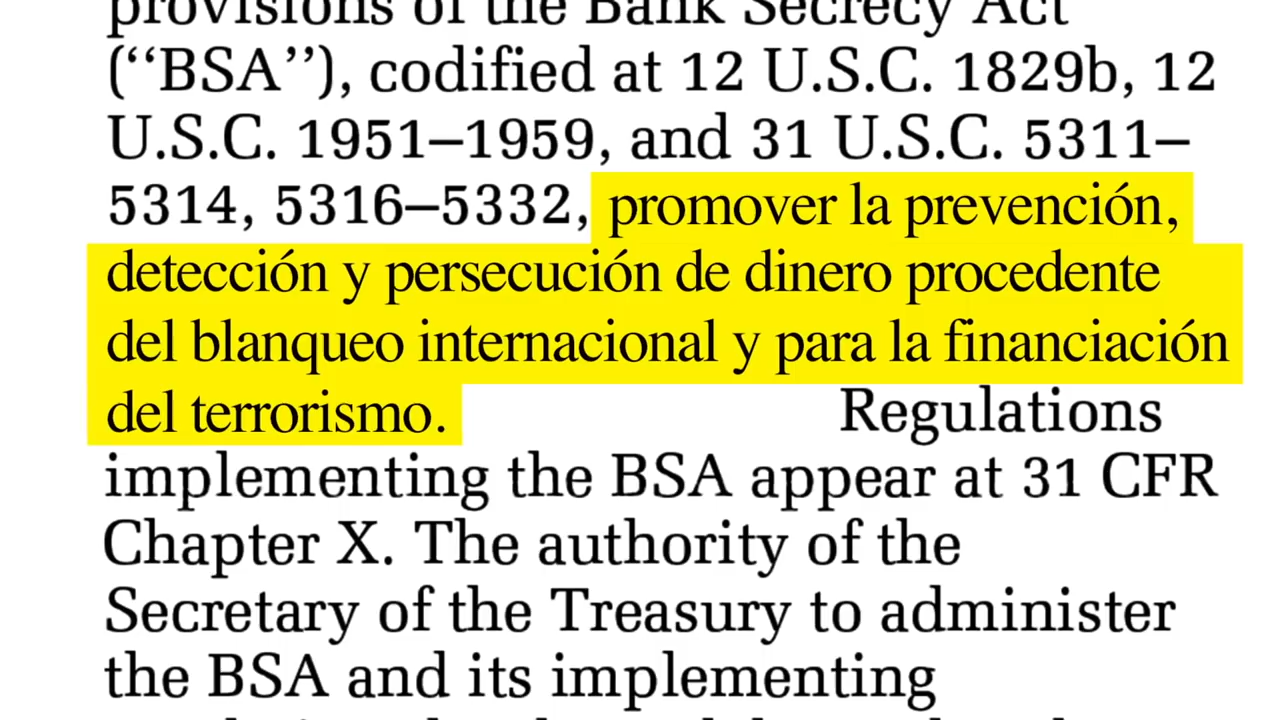 provisions of the Bank Secrecy Act
(‘‘BSA’’), codified at 12 U.S.C. 1829b, 12
U.S.C. 1951–1959, and 31 U.S.C. 5311–
5314, 5316–5332, promover la prevención,
detección y persecución de dinero procedente
del blanqueo internacional y para la financiación
del terrorismo. Regulations
implementing the BSA appear at 31 CFR
Chapter X. The authority of the
Secretary of the Treasury to administer
the BSA and its implementing